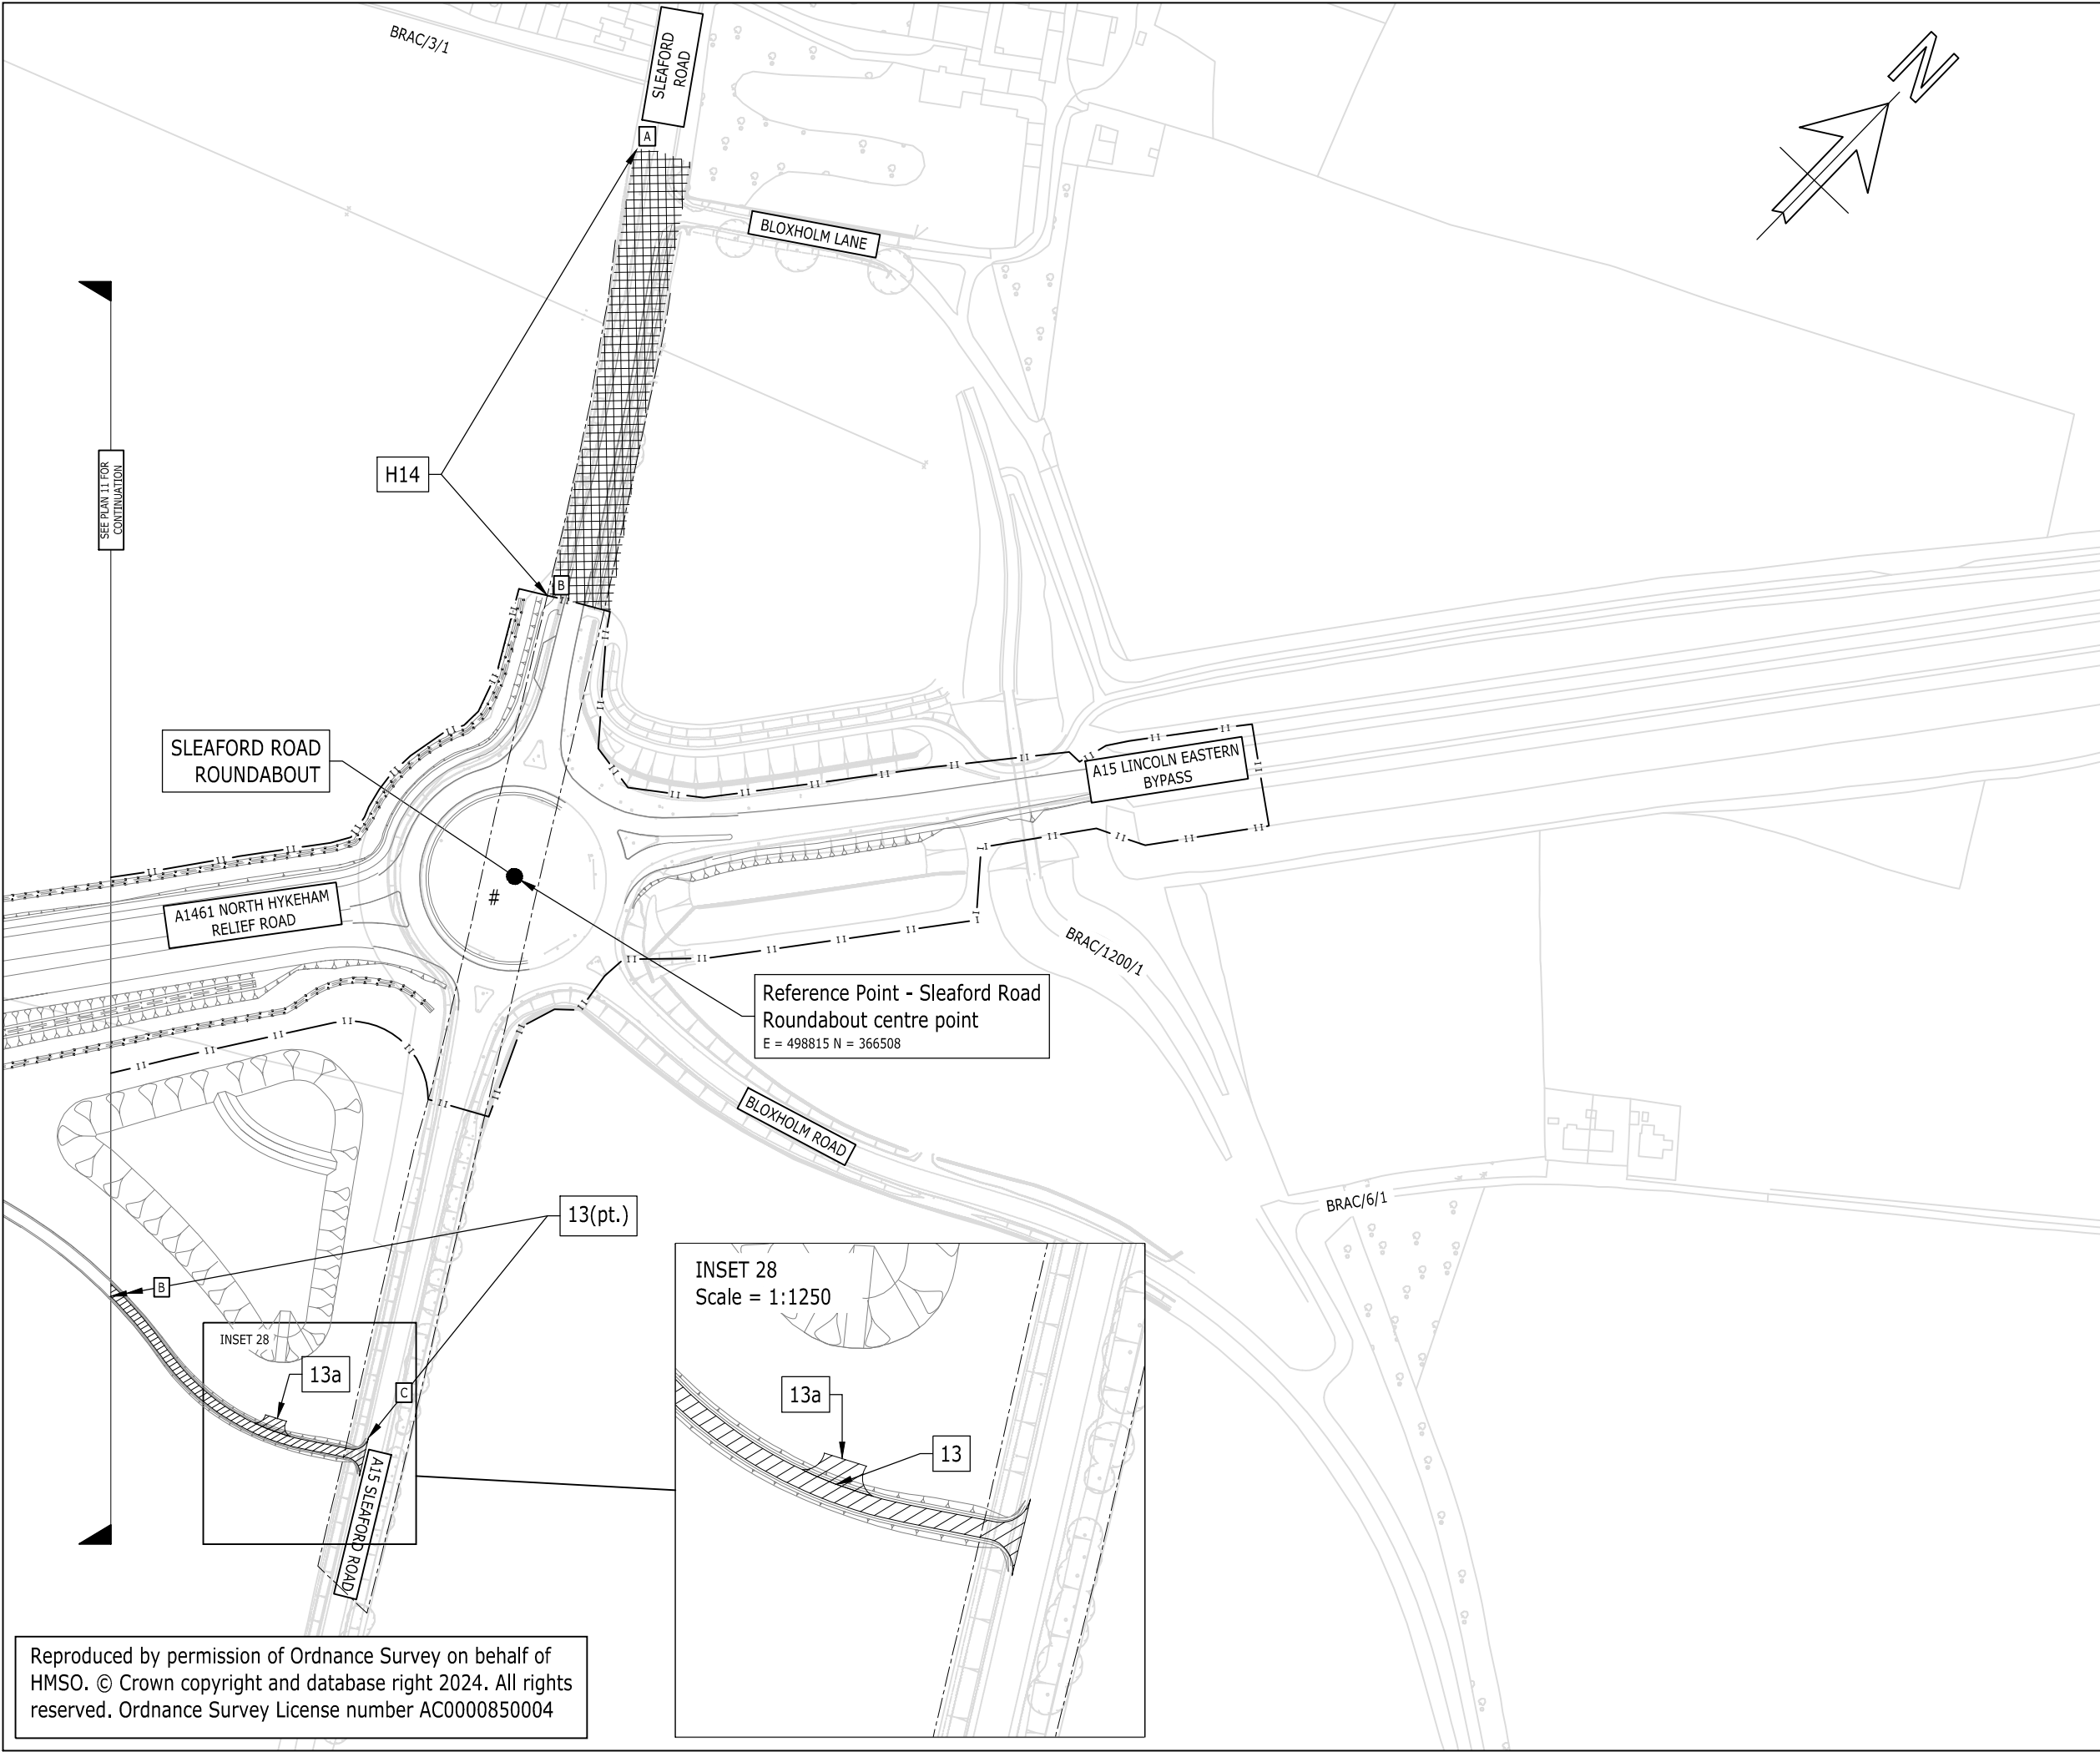 BRAC/3/1
SLEAFORD
ROAD
N
A
BLOXHOLM LANE
SEE PLAN 11 FOR
CONTINUATION
H14
B
SLEAFORD ROAD
ROUNDABOUT
A15 LINCOLN EASTERN
BYPASS
#
A1461 NORTH HYKEHAM
RELIEF ROAD
BRAC/1200/1
Reference Point - Sleaford Road
Roundabout centre point
E = 498815 N = 366508
BLOXHOLM ROAD
BRAC/6/1
13(pt.)
B
INSET 28
13a
C
A15 SLEAFORD ROAD
INSET 28
Scale = 1:1250
13a
13
Reproduced by permission of Ordnance Survey on behalf of
HMSO. © Crown copyright and database right 2024. All rights
reserved. Ordnance Survey License number AC0000850004